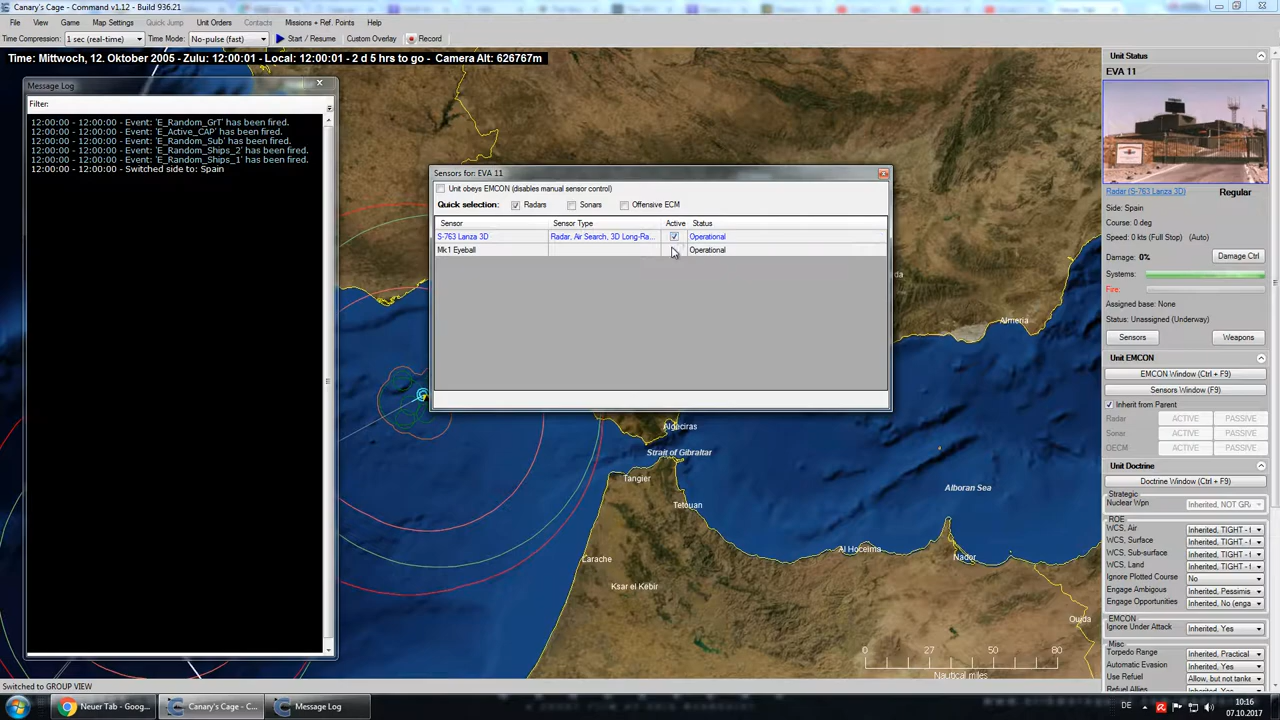 Canary's Cage - Command v1.12 - Build 936.21
File View Game Map Settings Quick Jump Unit Orders Contacts Missions + Ref. Points Help
Time Compression: 1 sec (real-time) Time Mode: No-pulse (fast) Start / Resume Custom Overlay Record
Time: Mittwoch, 12. Oktober 2005 - Zulu: 12:00:01 - Local: 12:00:01 - 2 d 5 hrs to go - Camera Alt: 626767m
Message Log
Filter:
12:00:00 - 12:00:00 - Event: 'E_Random_GrT' has been fired.
12:00:00 - 12:00:00 - Event: 'E_Active_CAP' has been fired.
12:00:00 - 12:00:00 - Event: 'E_Random_Sub' has been fired.
12:00:00 - 12:00:00 - Event: 'E_Random_Ships_2' has been fired.
12:00:00 - 12:00:00 - Event: 'E_Random_Ships_1' has been fired.
12:00:00 - 12:00:00 - Switched side to: Spain
Sensors for: EVA 11
Unit obeys EMCON (disables manual sensor control)
Quick selection: Radars Sonars Offensive ECM
Sensor Sensor Type Active Status
S-763 Lanza 3D Radar, Air Search, 3D Long-Ra... Operational
Mk1 Eyeball Operational
Almeria
Algeciras
Strait of Gibraltar
Tangier
Tetouan
Alboran Sea
Al Hoceima
Nador
Larache
Ksar el Kebir
Oujda
0 27 53 80
Nautical miles
Unit Status
EVA 11
Radar (S-763 Lanza 3D) Regular
Side: Spain
Course: 0 deg
Speed: 0 kts (Full Stop) (Auto)
Damage: 0% Damage Ctrl
Systems:
Fire:
Assigned base: None
Status: Unassigned (Underway)
Sensors Weapons
Unit EMCON
EMCON Window (Ctrl + F9)
Sensors Window (F9)
Inherit from Parent
Radar ACTIVE PASSIVE
Sonar ACTIVE PASSIVE
OECM ACTIVE PASSIVE
Unit Doctrine
Doctrine Window (Ctrl + F9)
Strategic
Nuclear Wpn Inherited, NOT GR
ROE
WCS, Air Inherited, TIGHT - f
WCS, Surface Inherited, TIGHT - f
WCS, Sub-surface Inherited, TIGHT - f
WCS, Land Inherited, TIGHT - f
Ignore Plotted Course No
Engage Ambiguous Inherited, Pessimis
Engage Opportunities Inherited, No (enga
EMCON
Ignore Under Attack Inherited, Yes
Misc
Torpedo Range Inherited, Practical
Automatic Evasion Inherited, Yes
Use Refuel Allow, but not tanke
Refuel Allies Inherited, Yes
Switched to GROUP VIEW
Neuer Tab - Goog... Canary's Cage - C... Message Log
DE 10:16
07.10.2017